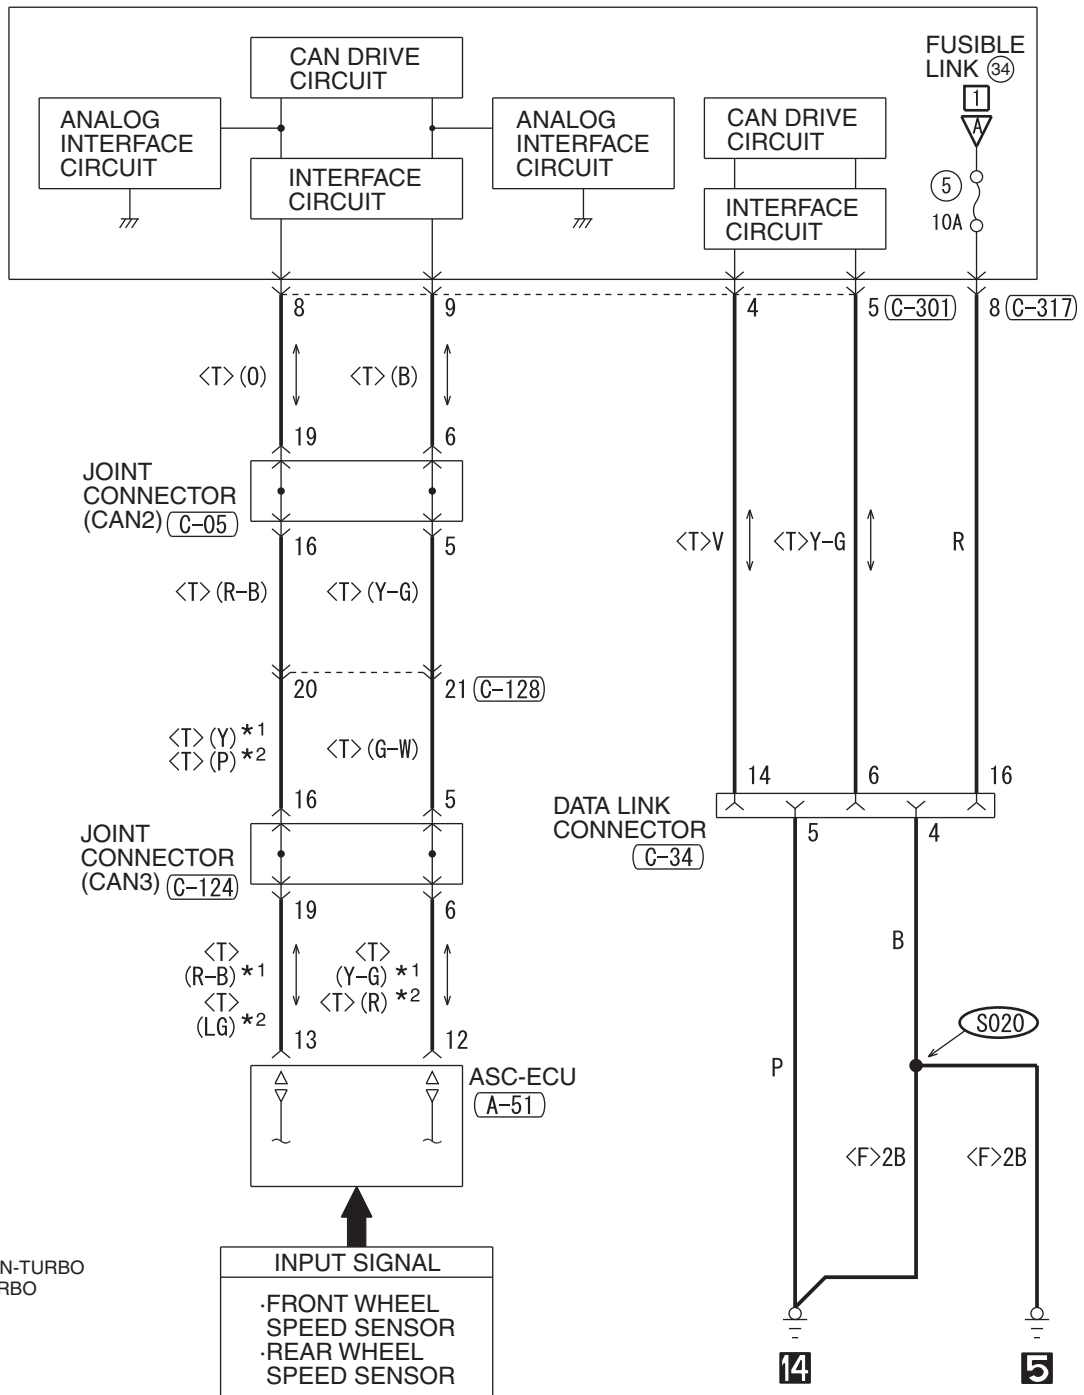 FUSIBLE
LINK 34
1
A
5
10A
CAN DRIVE
CIRCUIT
ANALOG
INTERFACE
CIRCUIT
ANALOG
INTERFACE
CIRCUIT
INTERFACE
CIRCUIT
CAN DRIVE
CIRCUIT
INTERFACE
CIRCUIT
8 9 4 5 C-301 8 C-317
<T>(O) <T>(B)
19 6
JOINT
CONNECTOR
(CAN2) C-05
16 5
<T>V <T>Y-G R
<T>(R-B) <T>(Y-G)
20 21 C-128
<T>(Y)*1
<T>(P)*2
<T>(G-W)
16 5
14 6 16
DATA LINK
CONNECTOR
C-34
5 4
JOINT
CONNECTOR
(CAN3) C-124
19 6
<T>
(R-B)*1
<T>
(LG)*2
<T>
(Y-G)*1
<T>(R)*2
13 12
B
S020
P
ASC-ECU
A-51
<F>2B <F>2B
INPUT SIGNAL
·FRONT WHEEL
SPEED SENSOR
·REAR WHEEL
SPEED SENSOR
N-TURBO
RBO
14 5